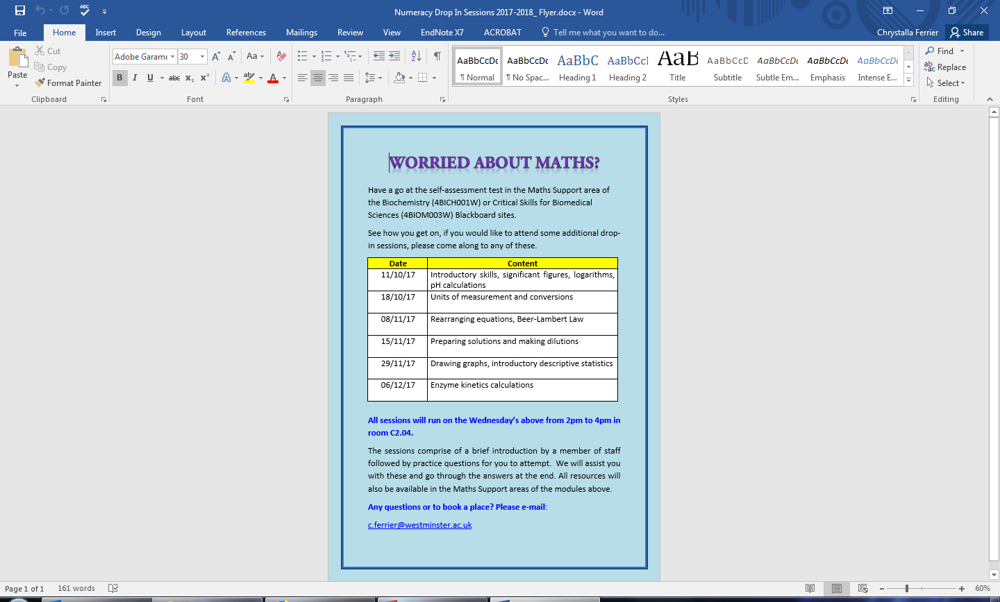 Numeracy Drop In Sessions 2017-2018_ Flyer.docx - Word
File Home Insert Design Layout References Mailings Review View EndNote X7 ACROBAT Tell me what you want to do... Chrystalla Ferrier Share
Paste
Cut
Copy
Format Painter
Clipboard
Adobe Garamc 30
Font
Paragraph
AaBbCcDc AaBbCcDc AaBbC AaBbCcI AaB AaBbCcD AaBbCcDc AaBbCcDc AaBbCcDc
¶ Normal ¶ No Spac... Heading 1 Heading 2 Title Subtitle Subtle Em... Emphasis Intense E...
Styles
Find
Replace
Select
Editing
WORRIED ABOUT MATHS?
Have a go at the self-assessment test in the Maths Support area of
the Biochemistry (4BICH001W) or Critical Skills for Biomedical
Sciences (4BIOM003W) Blackboard sites.
See how you get on, if you would like to attend some additional drop-
in sessions, please come along to any of these.
Date Content
11/10/17 Introductory skills, significant figures, logarithms,
pH calculations
18/10/17 Units of measurement and conversions
08/11/17 Rearranging equations, Beer-Lambert Law
15/11/17 Preparing solutions and making dilutions
29/11/17 Drawing graphs, introductory descriptive statistics
06/12/17 Enzyme kinetics calculations
All sessions will run on the Wednesday's above from 2pm to 4pm in
room C2.04.
The sessions comprise of a brief introduction by a member of staff
followed by practice questions for you to attempt. We will assist you
with these and go through the answers at the end. All resources will
also be available in the Maths Support areas of the modules above.
Any questions or to book a place? Please e-mail:
c.ferrier@westminster.ac.uk
Page 1 of 1 161 words 60%